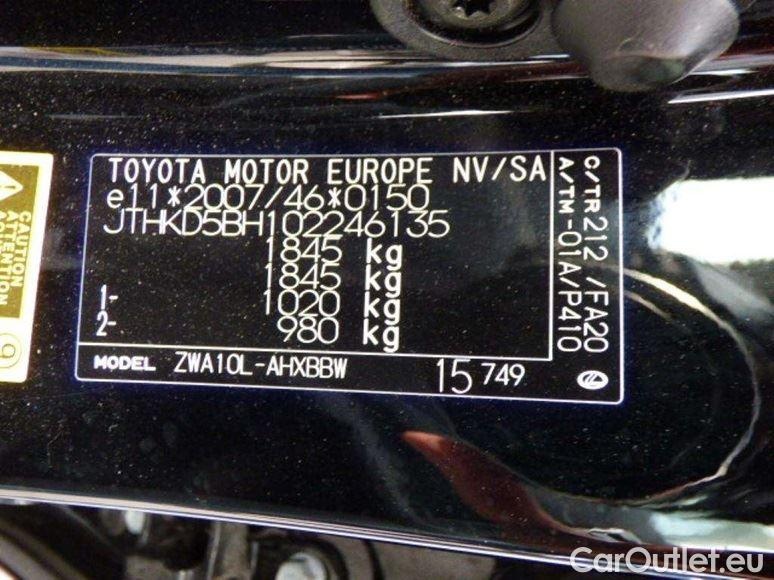 TOYOTA MOTOR EUROPE NV/SA
e11*2007/46*0150
JTHKD5BH102246135
1845 kg
1845 kg
1- 1020 kg
2- 980 kg
MODEL ZWA10L-AHXBBW 15 749
C/TR 212 /FA20
A/TM -01A/P410
ATTENTION
9
CarOutlet.eu